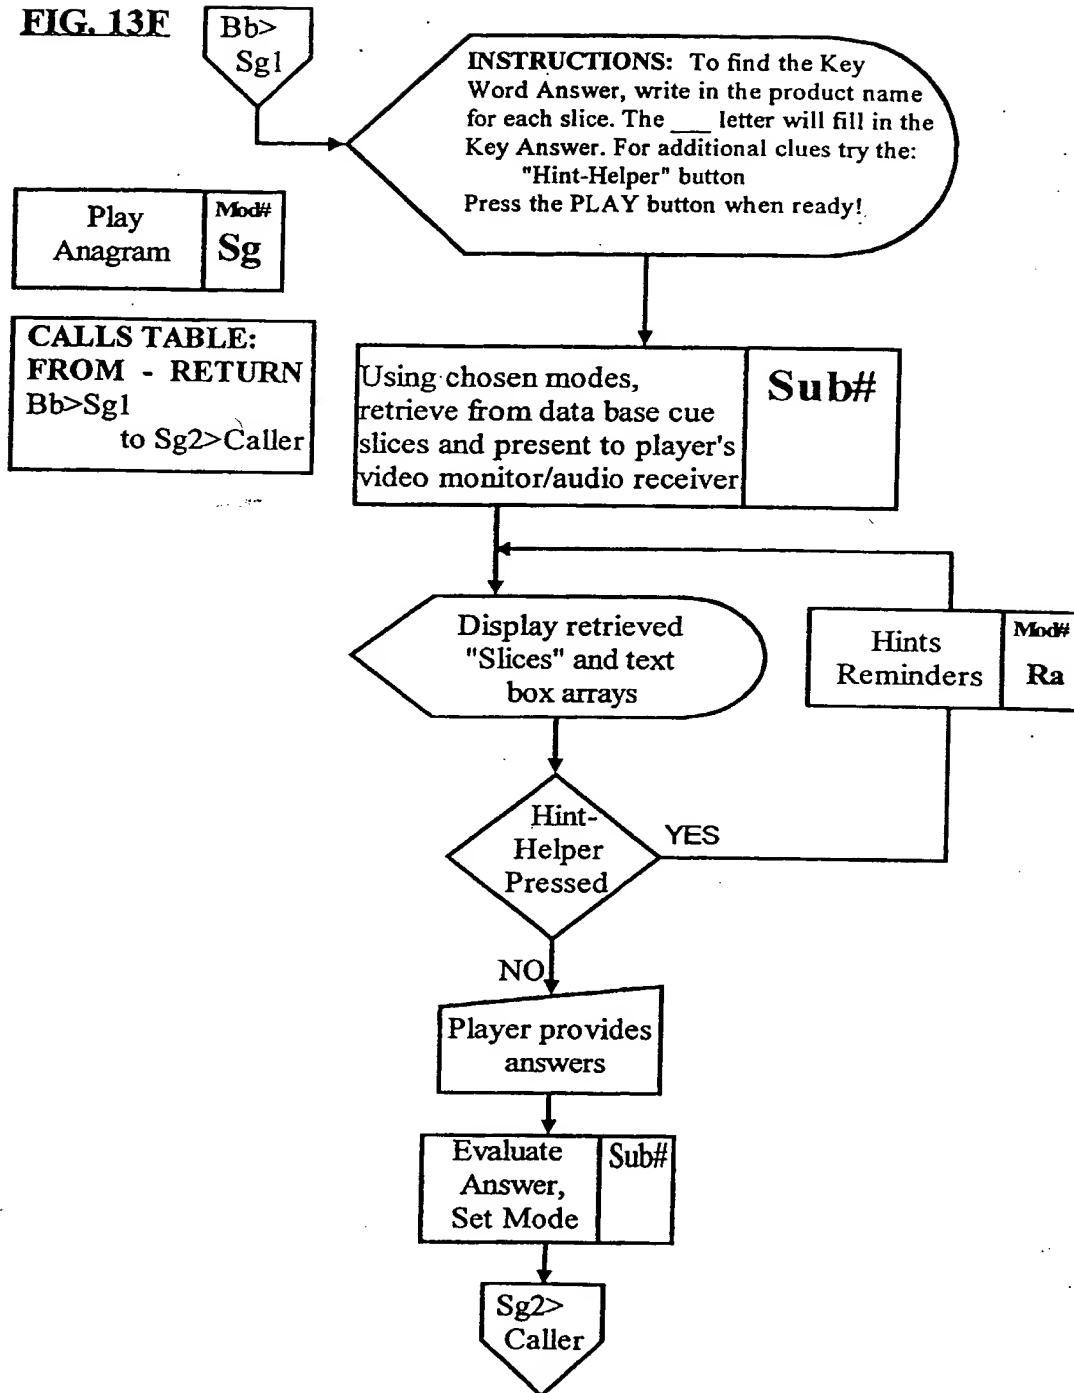 FIG. 13F
Bb>
Sg1
INSTRUCTIONS: To find the Key
Word Answer, write in the product name
for each slice. The ___ letter will fill in the
Key Answer. For additional clues try the:
"Hint-Helper" button
Press the PLAY button when ready!
Play
Anagram
Mod#
Sg
CALLS TABLE:
FROM - RETURN
Bb>Sg1
to Sg2>Caller
Using chosen modes,
retrieve from data base cue
slices and present to player's
video monitor/audio receiver
Sub#
Display retrieved
"Slices" and text
box arrays
Hints
Reminders
Mod#
Ra
Hint-
Helper
Pressed
YES
NO
Player provides
answers
Evaluate
Answer,
Set Mode
Sub#
Sg2>
Caller